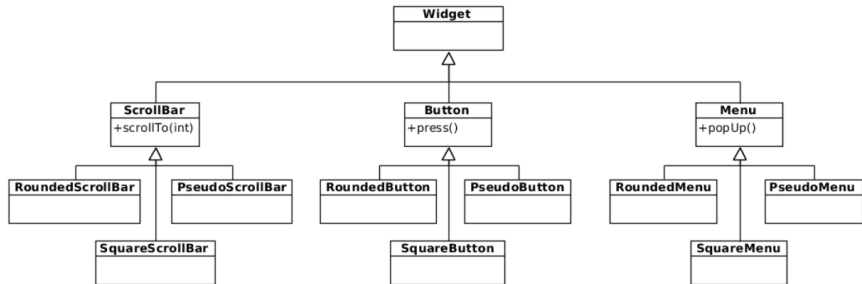 Widget
ScrollBar
+scrollTo(int)
Button
+press()
Menu
+popUp()
RoundedScrollBar
PseudoScrollBar
RoundedButton
PseudoButton
RoundedMenu
PseudoMenu
SquareScrollBar
SquareButton
SquareMenu